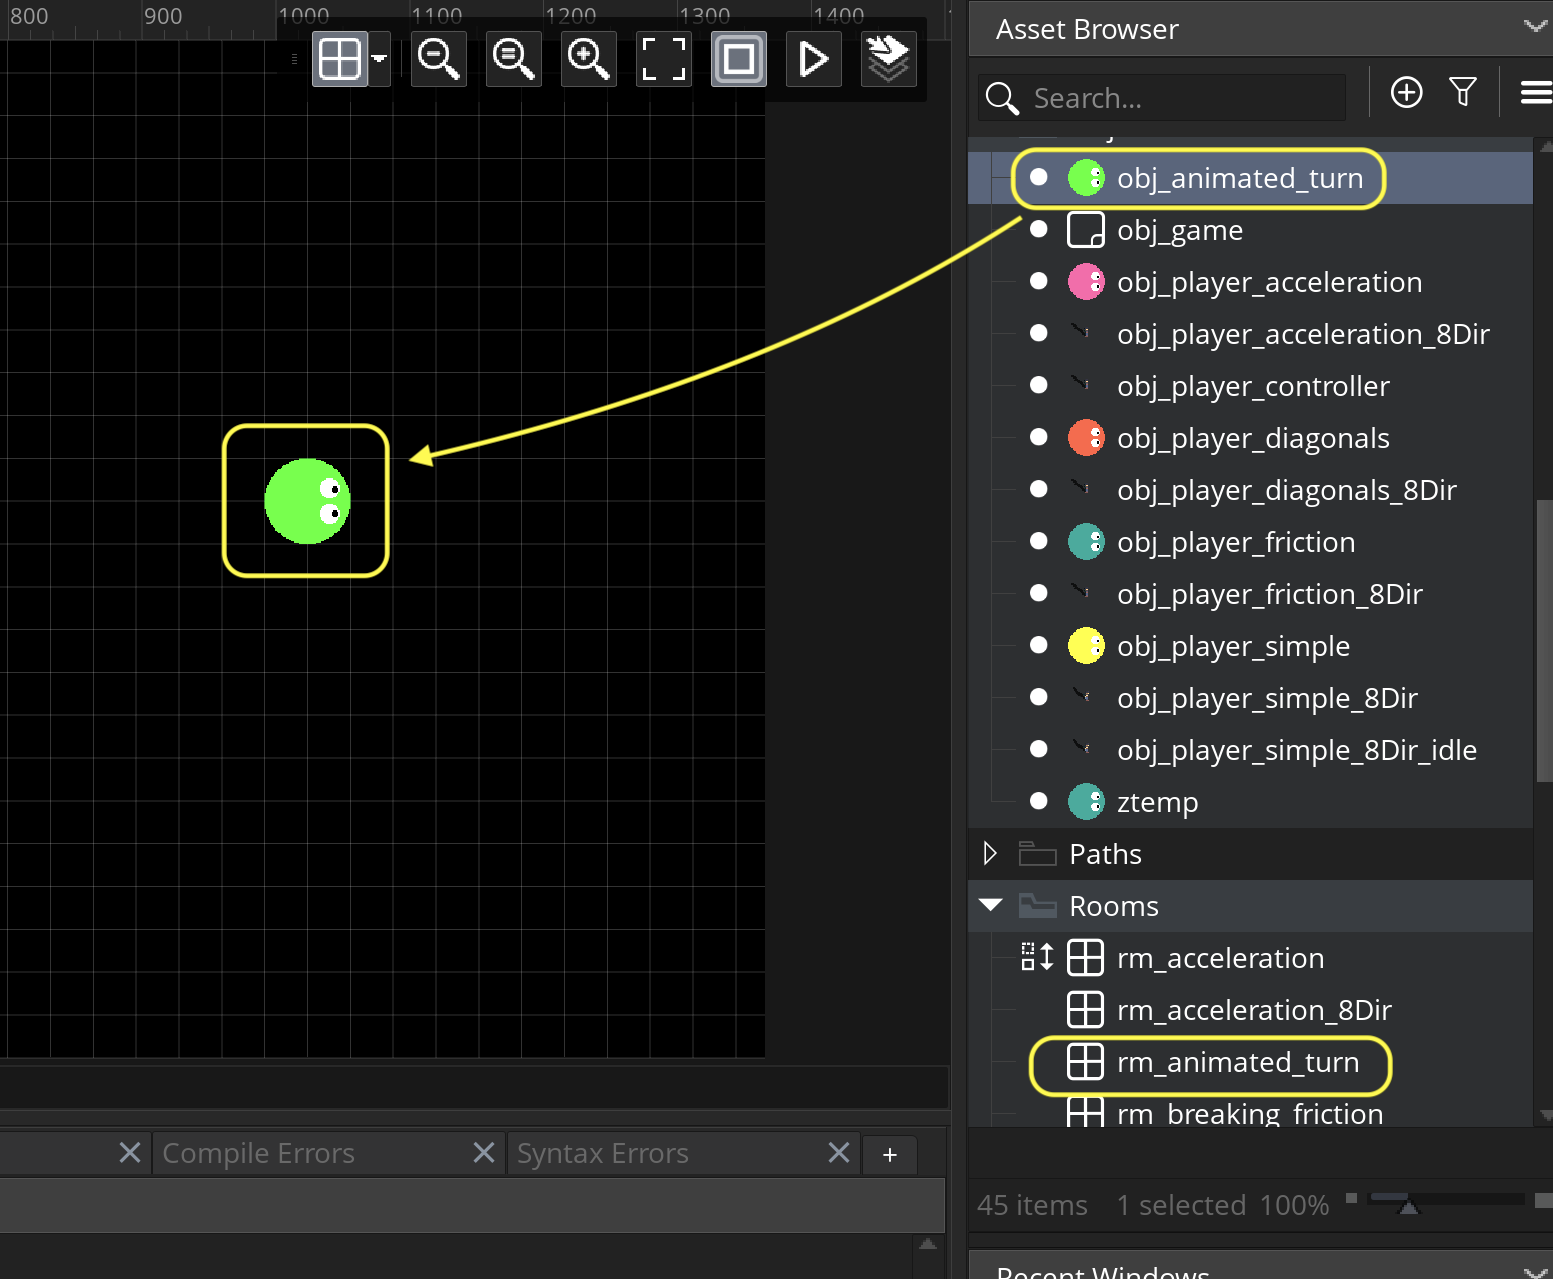 800 900 1000 1100 1200 1300 1400
Asset Browser
Search...
obj_animated_turn
obj_game
obj_player_acceleration
obj_player_acceleration_8Dir
obj_player_controller
obj_player_diagonals
obj_player_diagonals_8Dir
obj_player_friction
obj_player_friction_8Dir
obj_player_simple
obj_player_simple_8Dir
obj_player_simple_8Dir_idle
ztemp
Paths
Rooms
rm_acceleration
rm_acceleration_8Dir
rm_animated_turn
rm_breaking_friction
Compile Errors
Syntax Errors
45 items 1 selected 100%
Recent Windows